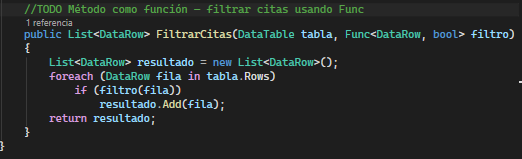 //TODO Método como función — filtrar citas usando Func
1 referencia
public List<DataRow> FiltrarCitas(DataTable tabla, Func<DataRow, bool> filtro)
{
List<DataRow> resultado = new List<DataRow>();
foreach (DataRow fila in tabla.Rows)
if (filtro(fila))
resultado.Add(fila);
return resultado;
}
}